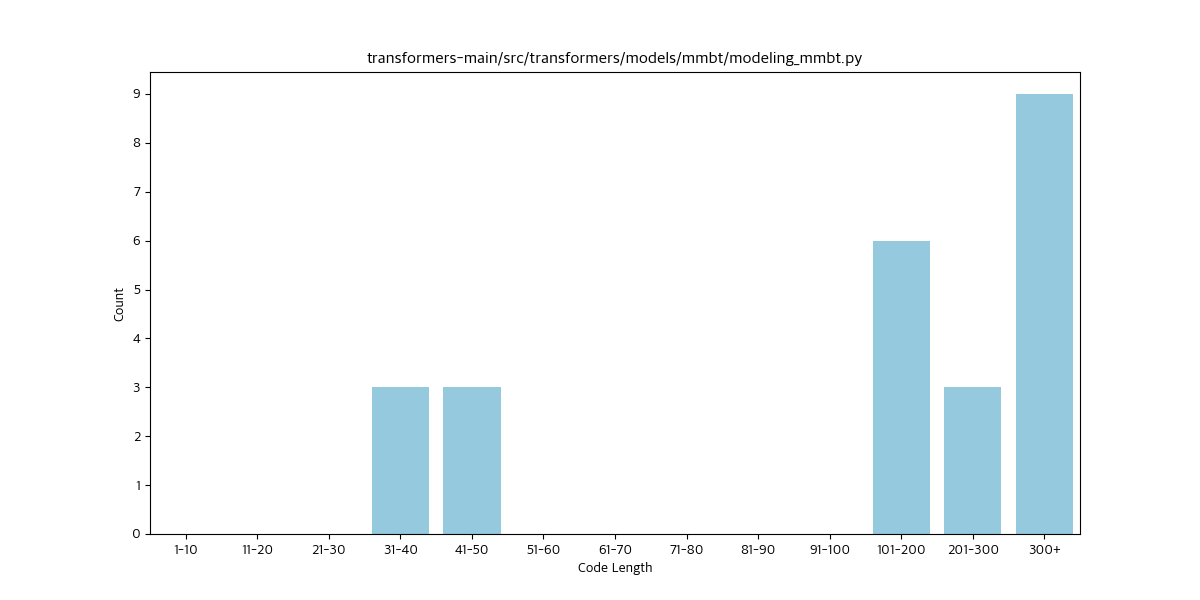 transformers-main/src/transformers/models/mmbt/modeling_mmbt.py
9
8
7
6
5
4
3
2
1
0
Count
1-10 11-20 21-30 31-40 41-50 51-60 61-70 71-80 81-90 91-100 101-200 201-300 300+
Code Length